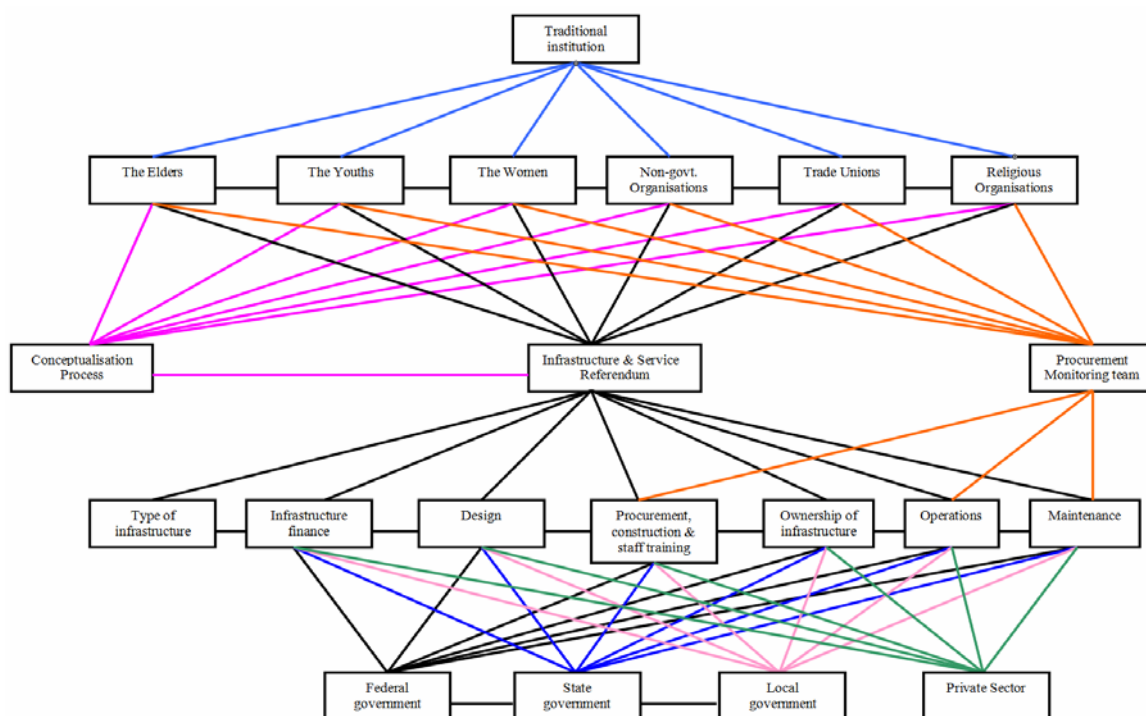 Traditional
institution
The Elders
The Youths
The Women
Non-govt.
Organisations
Trade Unions
Religious
Organisations
Conceptualisation
Process
Infrastructure & Service
Referendum
Procurement
Monitoring team
Type of
infrastructure
Infrastructure
finance
Design
Procurement,
construction &
staff training
Ownership of
infrastructure
Operations
Maintenance
Federal
government
State
government
Local
government
Private Sector